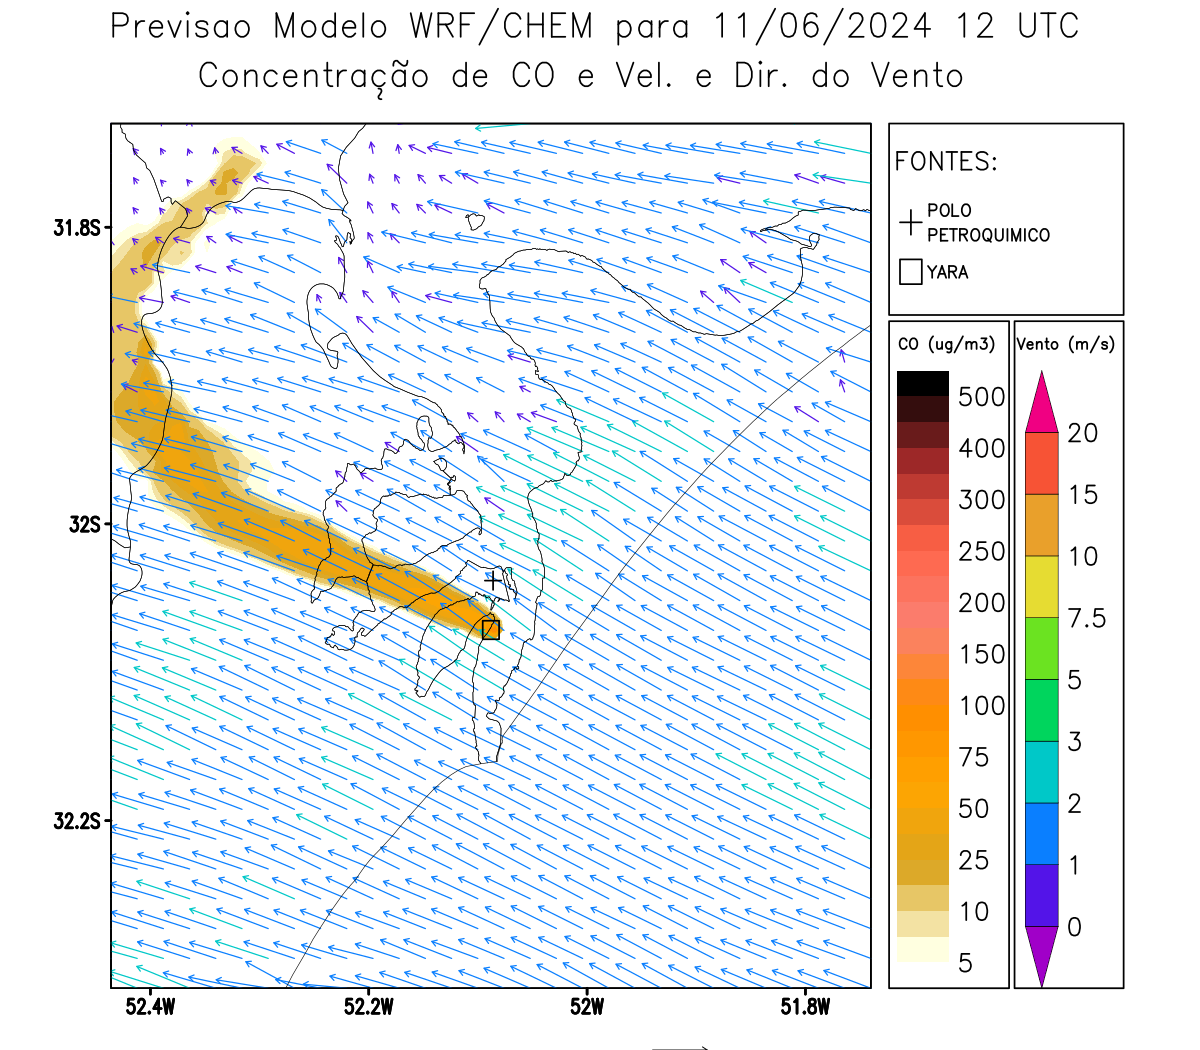 Previsao Modelo WRF/CHEM para 11/06/2024 12 UTC
Concentração de CO e Vel. e Dir. do Vento
FONTES:
POLO
PETROQUIMICO
YARA
31.8S
32S
32.2S
52.4W
52.2W
52W
51.8W
CO (ug/m3)
500
400
300
250
200
150
100
75
50
25
10
5
Vento (m/s)
20
15
10
7.5
5
3
2
1
0